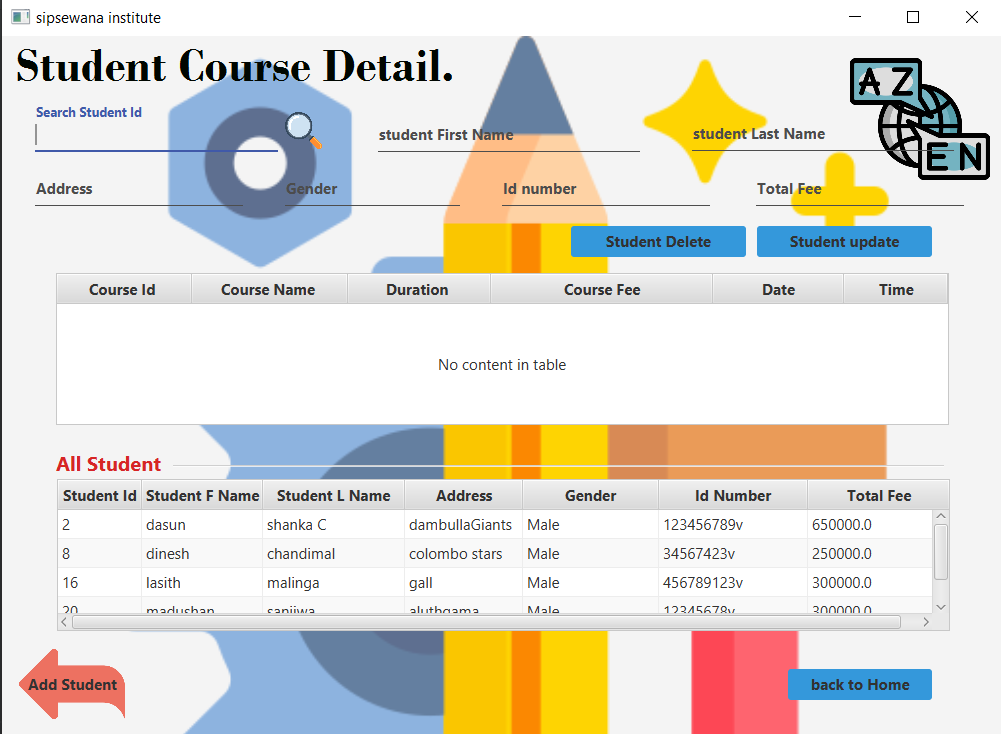 sipsewana institute
Student Course Detail.
A Z
EN
Search Student Id
student First Name
student Last Name
Address Gender Id number Total Fee
Student Delete Student update
Course Id Course Name Duration Course Fee Date Time
No content in table
All Student
Student Id Student F Name Student L Name Address Gender Id Number Total Fee
2 dasun shanka C dambullaGiants Male 123456789v 650000.0
8 dinesh chandimal colombo stars Male 34567423v 250000.0
16 lasith malinga gall Male 456789123v 300000.0
20 madushan sanjiwa aluthgama Male 12345678v 300000.0
Add Student
back to Home